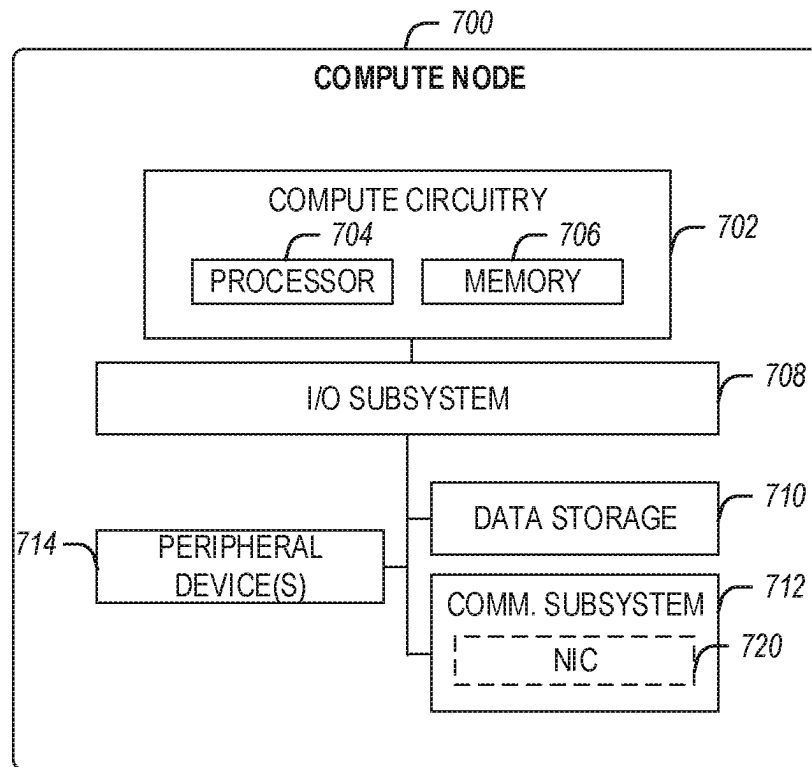 700
COMPUTE NODE
COMPUTE CIRCUITRY
704
706
702
PROCESSOR
MEMORY
I/O SUBSYSTEM
708
710
DATA STORAGE
714
PERIPHERAL
DEVICE(S)
712
COMM. SUBSYSTEM
NIC
720